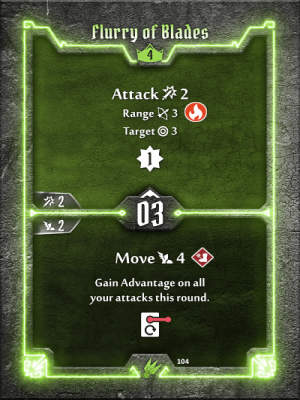 Flurry of Blades
4
Attack 2
Range 3
Target 3
1
2
03
2
Move 4
Gain Advantage on all
your attacks this round.
104